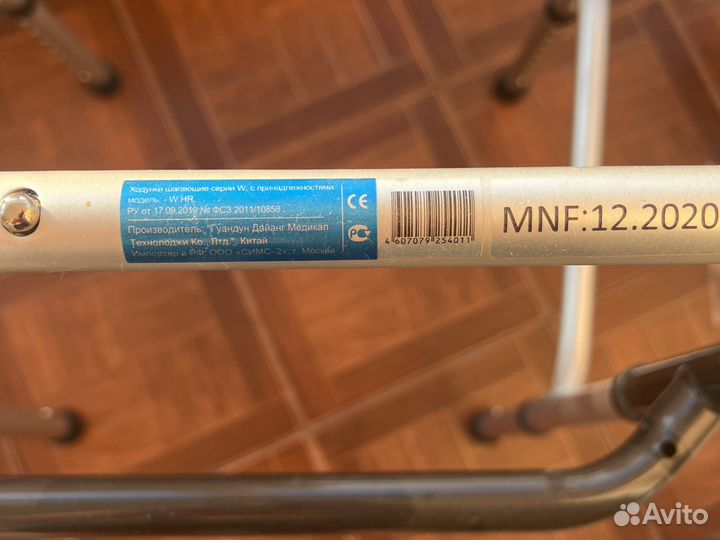 Ходунки шагающие серии W, с принадлежностями:
модель: - W HR,
РУ от 17.09.2019 № ФСЗ 2011/10858
Производитель: "Гуандун Дайанг Медикал
Технолоджи Ко., Лтд.", Китай
Импортер в РФ: ООО «СИМС-2», г. Москва
CE
РС
4 607079 254011
MNF:12.2020
Avito